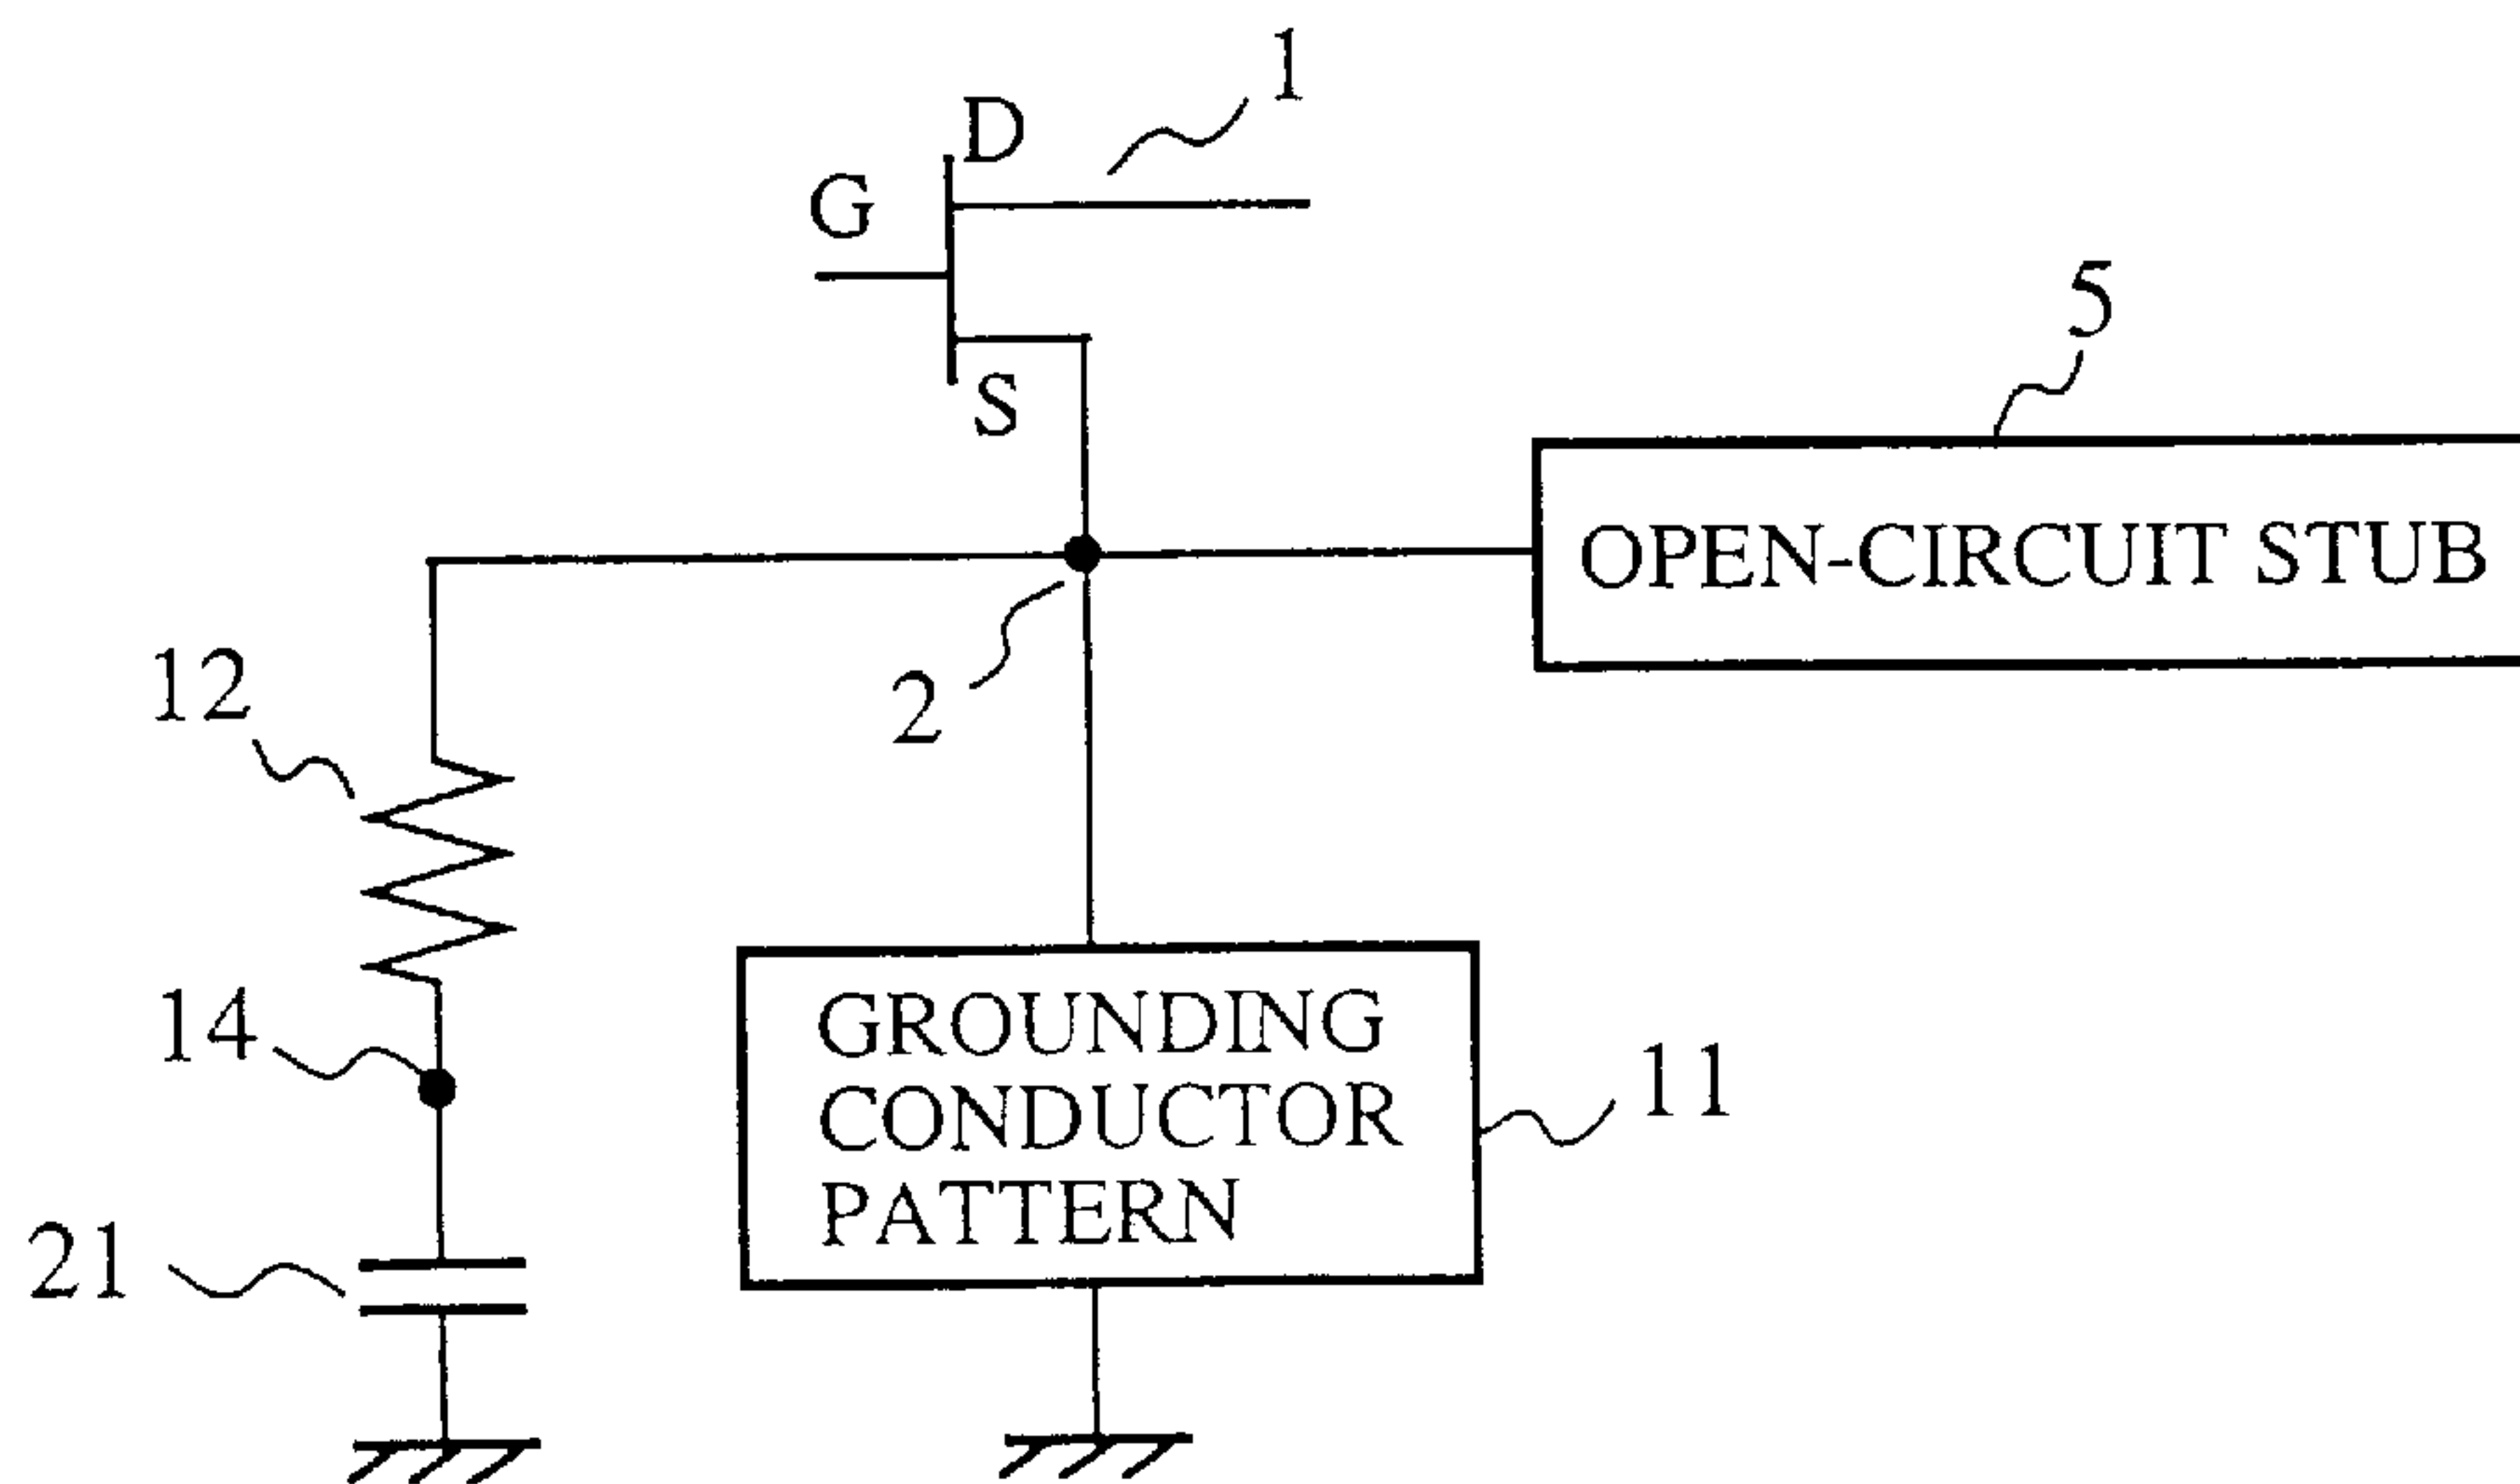 1
D
G
S
5
OPEN-CIRCUIT STUB
2
12
14
GROUNDING
CONDUCTOR
PATTERN
11
21